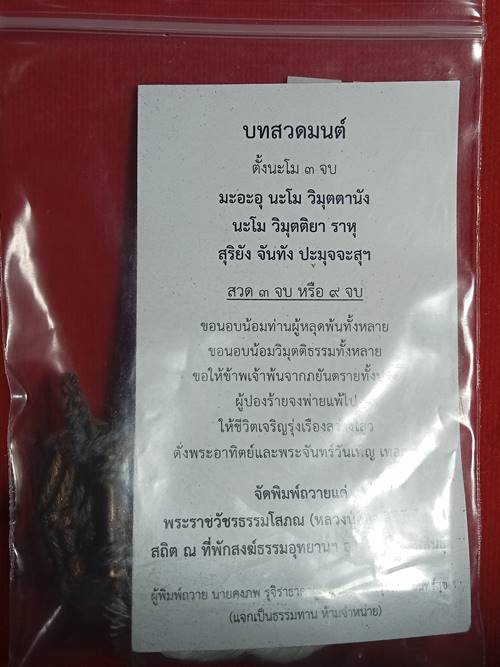 บทสวดมนต์
ตั้งนะโม ๓ จบ
มะอะอุ นะโม วิมุตตานัง
นะโม วิมุตติยา ราหุ
สุริยัง จันทัง ปะมุจจะสุฯ
สวด ๓ จบ หรือ ๙ จบ
ขอนอบน้อมท่านผู้หลุดพ้นทั้งหลาย
ขอนอบน้อมวิมุตติธรรมทั้งหลาย
ขอให้ข้าพเจ้าพ้นจากภยันตราย
ผู้ปองร้ายจงพ่ายแพ้ไป
ให้ชีวิตเจริญรุ่งเรือง
ดั่งพระอาทิตย์และพระจันทร์วันเพ็ญ
จัดพิมพ์ถวายแด่
พระราชวัชรธรรมโสภณ
สถิต ณ ที่พักสงฆ์ธรรมอุทยานฯ
ผู้พิมพ์ถวาย นายคงภพ
(แจกเป็นธรรมทาน ห้ามจำหน่าย)